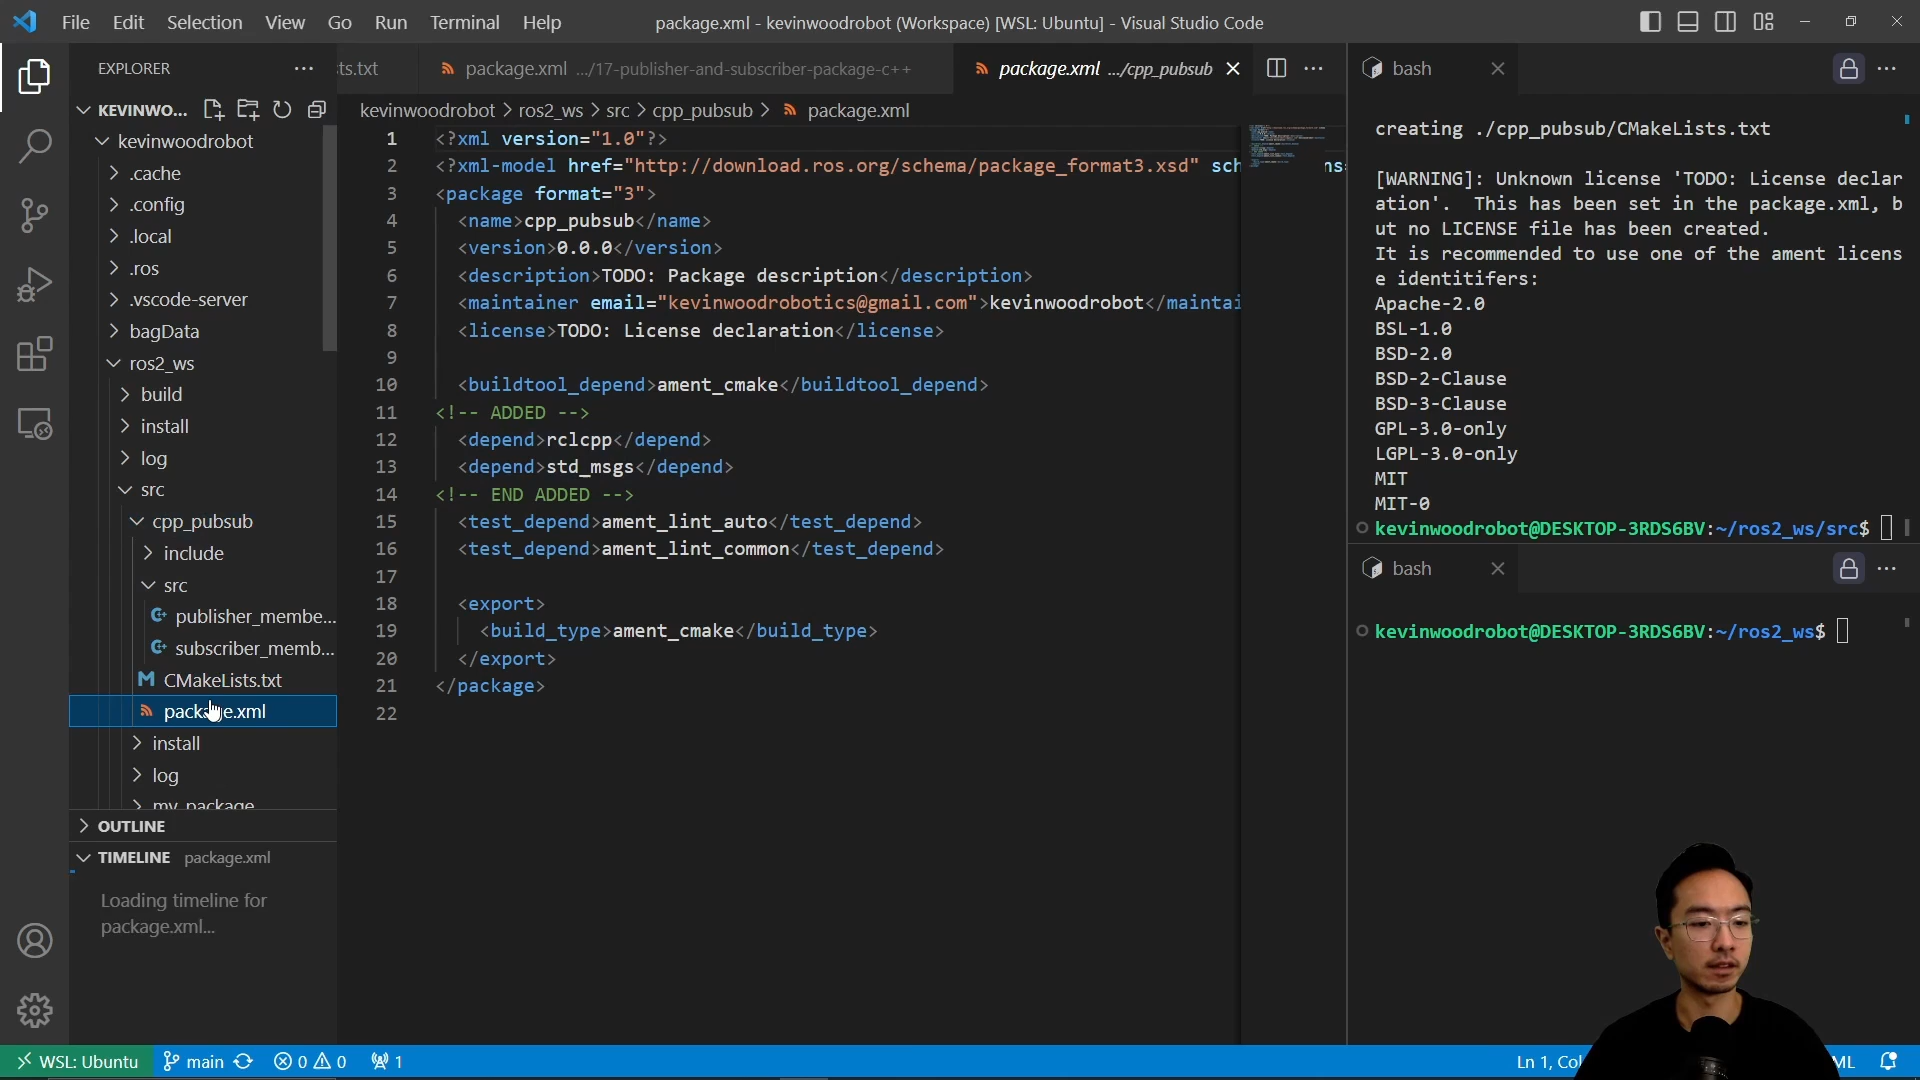 File Edit Selection View Go Run Terminal Help
package.xml - kevinwoodrobot (Workspace) [WSL: Ubuntu] - Visual Studio Code
EXPLORER
KEVINWO...
kevinwoodrobot
.cache
.config
.local
.ros
.vscode-server
bagData
ros2_ws
build
install
log
src
cpp_pubsub
include
src
publisher_membe...
subscriber_memb...
CMakeLists.txt
package.xml
install
log
my_package
OUTLINE
TIMELINE package.xml
Loading timeline for
package.xml...
ts.txt
package.xml .../17-publisher-and-subscriber-package-c++
package.xml .../cpp_pubsub
kevinwoodrobot > ros2_ws > src > cpp_pubsub > package.xml
1 <?xml version="1.0"?>
2 <?xml-model href="http://download.ros.org/schema/package_format3.xsd" sch ns
3 <package format="3">
4 <name>cpp_pubsub</name>
5 <version>0.0.0</version>
6 <description>TODO: Package description</description>
7 <maintainer email="kevinwoodrobotics@gmail.com">kevinwoodrobot</maintai
8 <license>TODO: License declaration</license>
9
10 <buildtool_depend>ament_cmake</buildtool_depend>
11 <!-- ADDED -->
12 <depend>rclcpp</depend>
13 <depend>std_msgs</depend>
14 <!-- END ADDED -->
15 <test_depend>ament_lint_auto</test_depend>
16 <test_depend>ament_lint_common</test_depend>
17
18 <export>
19 <build_type>ament_cmake</build_type>
20 </export>
21 </package>
22
bash
creating ./cpp_pubsub/CMakeLists.txt
[WARNING]: Unknown license 'TODO: License declar
ation'.  This has been set in the package.xml, b
ut no LICENSE file has been created.
It is recommended to use one of the ament licens
e identitifers:
Apache-2.0
BSL-1.0
BSD-2.0
BSD-2-Clause
BSD-3-Clause
GPL-3.0-only
LGPL-3.0-only
MIT
MIT-0
kevinwoodrobot@DESKTOP-3RDS6BV:~/ros2_ws/src$
bash
kevinwoodrobot@DESKTOP-3RDS6BV:~/ros2_ws$
WSL: Ubuntu main 0 0 1
Ln 1, Col ML